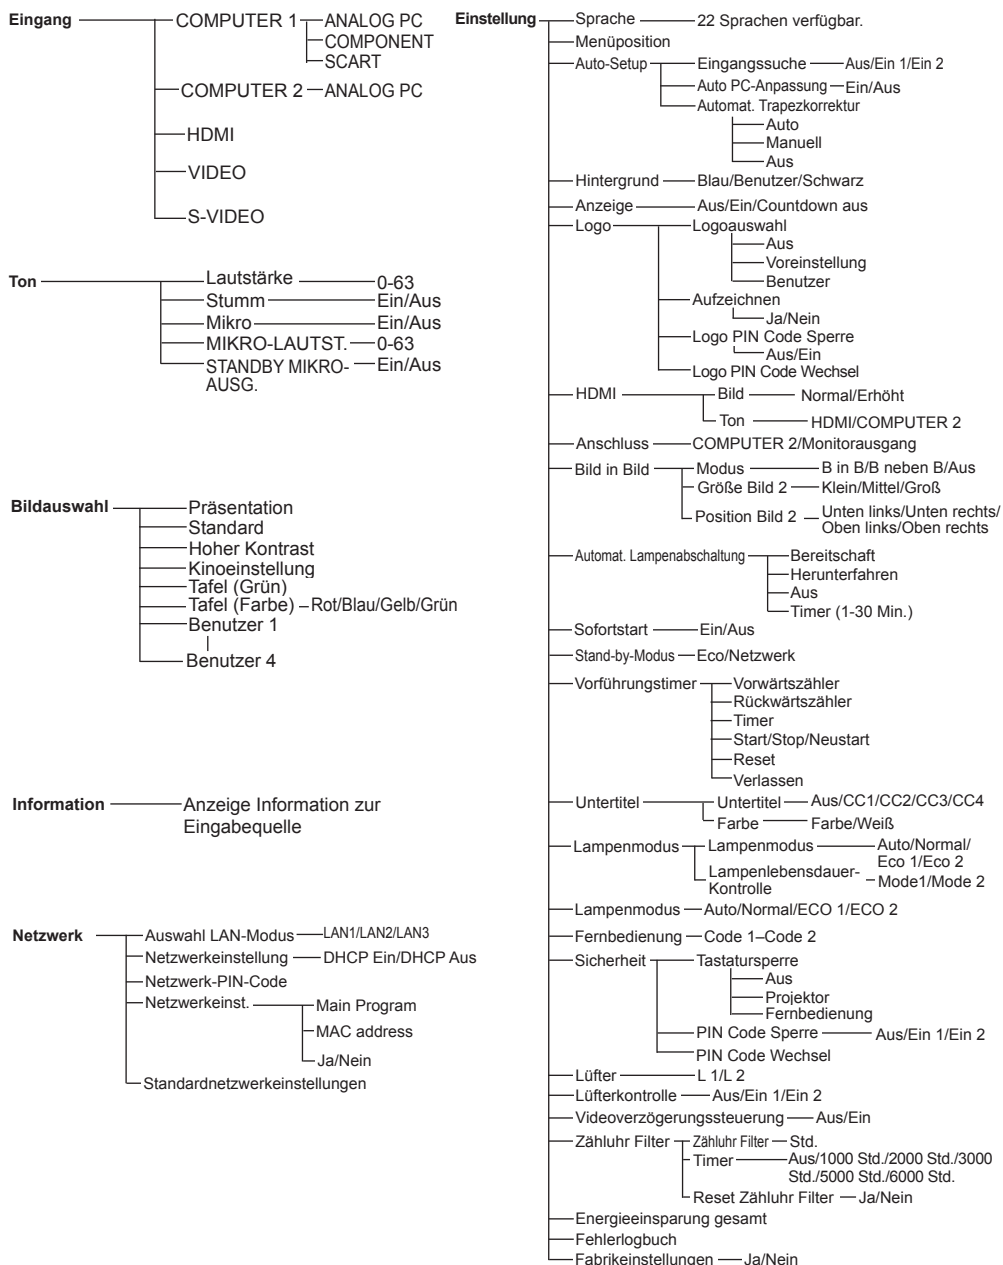 Eingang COMPUTER 1 ANALOG PC
COMPONENT
SCART
COMPUTER 2 ANALOG PC
HDMI
VIDEO
S-VIDEO
Ton Lautstärke 0-63
Stumm Ein/Aus
Mikro Ein/Aus
MIKRO-LAUTST. 0-63
STANDBY MIKRO- Ein/Aus
AUSG.
Bildauswahl Präsentation
Standard
Hoher Kontrast
Kinoeinstellung
Tafel (Grün)
Tafel (Farbe) Rot/Blau/Gelb/Grün
Benutzer 1
Benutzer 4
Information Anzeige Information zur
Eingabequelle
Netzwerk Auswahl LAN-Modus LAN1/LAN2/LAN3
Netzwerkeinstellung DHCP Ein/DHCP Aus
Netzwerk-PIN-Code
Netzwerkeinst. Main Program
MAC address
Ja/Nein
Standardnetzwerkeinstellungen
Einstellung Sprache 22 Sprachen verfügbar.
Menüposition
Auto-Setup Eingangssuche Aus/Ein 1/Ein 2
Auto PC-Anpassung Ein/Aus
Automat. Trapezkorrektur
Auto
Manuell
Aus
Hintergrund Blau/Benutzer/Schwarz
Anzeige Aus/Ein/Countdown aus
Logo Logoauswahl
Aus
Voreinstellung
Benutzer
Aufzeichnen
Ja/Nein
Logo PIN Code Sperre
Aus/Ein
Logo PIN Code Wechsel
HDMI Bild Normal/Erhöht
Ton HDMI/COMPUTER 2
Anschluss COMPUTER 2/Monitorausgang
Bild in Bild Modus B in B/B neben B/Aus
Größe Bild 2 Klein/Mittel/Groß
Position Bild 2 Unten links/Unten rechts/
Oben links/Oben rechts
Automat. Lampenabschaltung Bereitschaft
Herunterfahren
Aus
Timer (1-30 Min.)
Sofortstart Ein/Aus
Stand-by-Modus Eco/Netzwerk
Vorführungstimer Vorwärtszähler
Rückwärtszähler
Timer
Start/Stop/Neustart
Reset
Verlassen
Untertitel Untertitel Aus/CC1/CC2/CC3/CC4
Farbe Farbe/Weiß
Lampenmodus Lampenmodus Auto/Normal/
Eco 1/Eco 2
Lampenlebensdauer-
Kontrolle Mode1/Mode 2
Lampenmodus Auto/Normal/ECO 1/ECO 2
Fernbedienung Code 1–Code 2
Sicherheit Tastatursperre
Aus
Projektor
Fernbedienung
PIN Code Sperre Aus/Ein 1/Ein 2
PIN Code Wechsel
Lüfter L 1/L 2
Lüfterkontrolle Aus/Ein 1/Ein 2
Videoverzögerungssteuerung Aus/Ein
Zähluhr Filter Zähluhr Filter Std.
Timer Aus/1000 Std./2000 Std./3000
Std./5000 Std./6000 Std.
Reset Zähluhr Filter Ja/Nein
Energieeinsparung gesamt
Fehlerlogbuch
Fabrikeinstellungen Ja/Nein